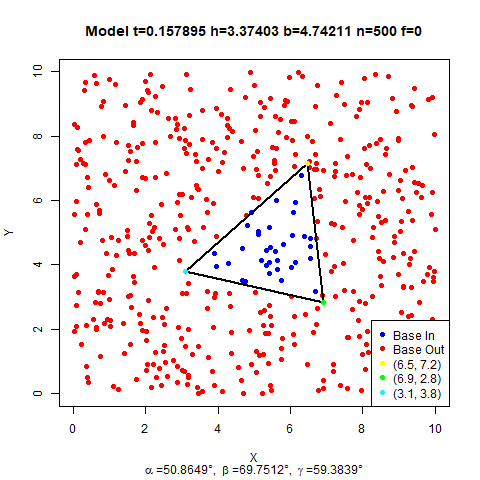 Model t=0.157895 h=3.37403 b=4.74211 n=500 f=0
10
8
6
4
2
0
Y
Base In
Base Out
(6.5, 7.2)
(6.9, 2.8)
(3.1, 3.8)
0 2 4 6 8 10
X
α=50.8649°, β=69.7512°, γ=59.3839°